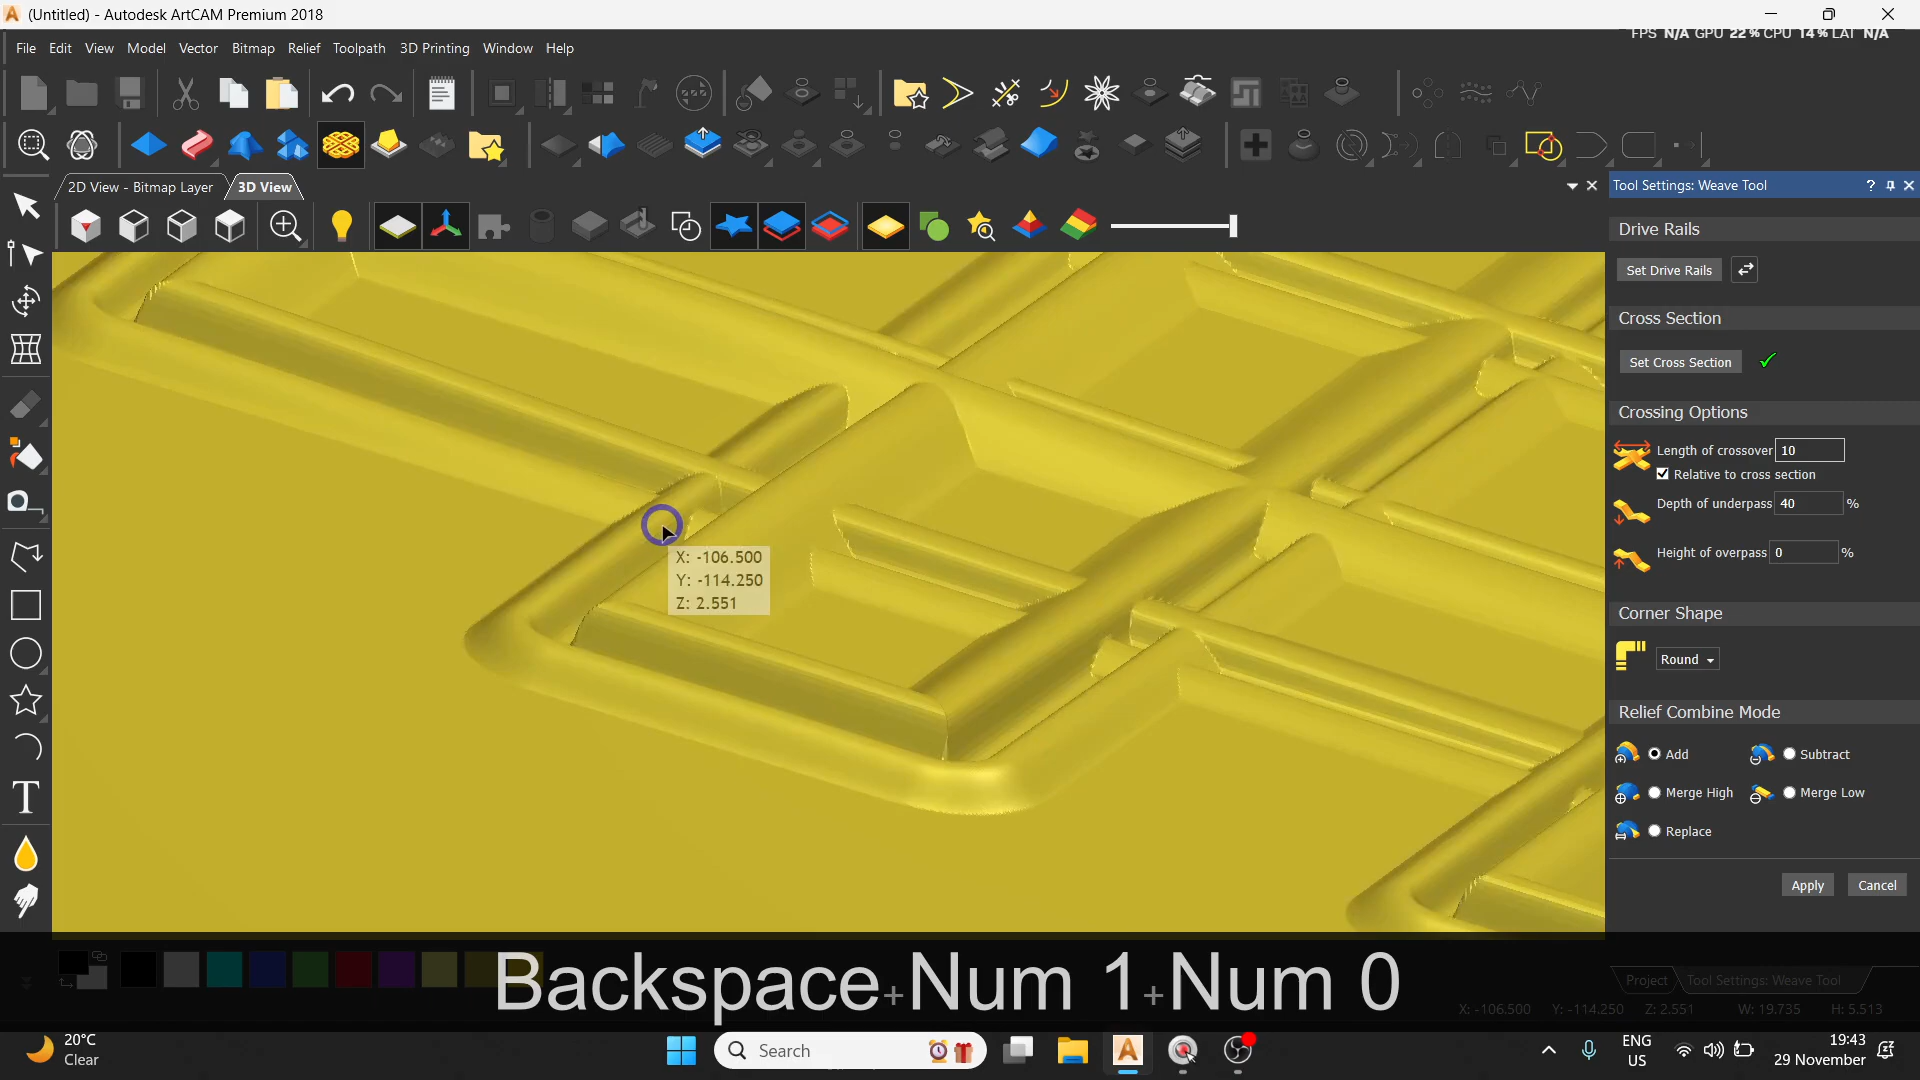 (Untitled) - Autodesk ArtCAM Premium 2018
FPS N/A GPU 22 % CPU 14 % LAT N/A
File Edit View Model Vector Bitmap Relief Toolpath 3D Printing Window Help
2D View - Bitmap Layer 3D View
Tool Settings: Weave Tool
Drive Rails
Set Drive Rails
Cross Section
Set Cross Section
Crossing Options
Length of crossover 10
Relative to cross section
Depth of underpass 40 %
Height of overpass 0 %
X: -106.500
Y: -114.250
Z: 2.551
Corner Shape
Round
Relief Combine Mode
Add Subtract
Merge High Merge Low
Replace
Apply Cancel
Backspace+Num 1+Num 0
Project Tool Settings: Weave Tool
X: -106.500 Y: -114.250 Z: 2.551 W: 19.735 H: 5.513
20°C
Clear
Search
ENG
US
19:43
29 November